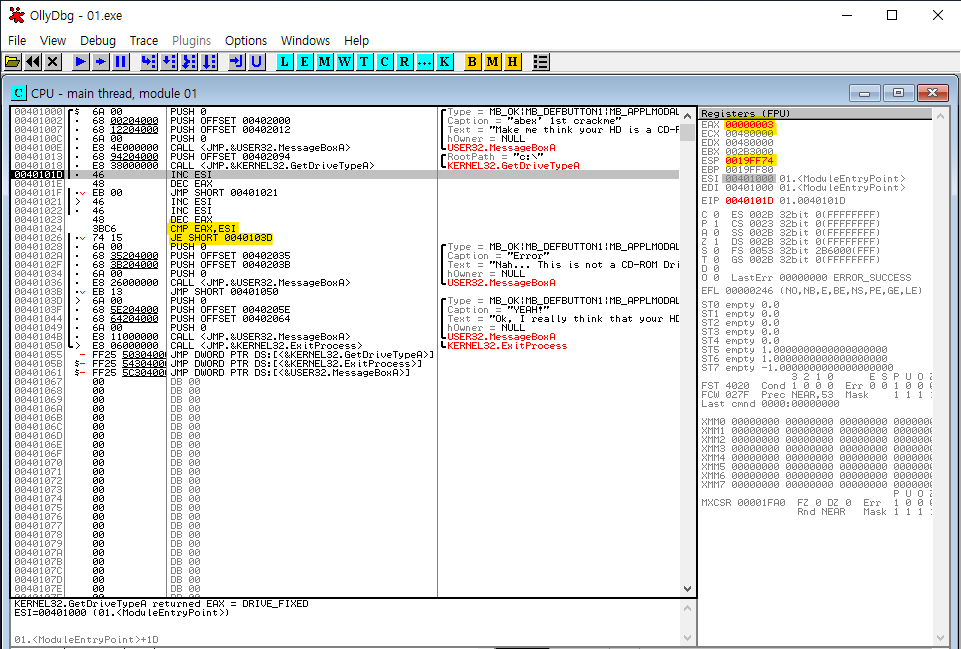 OllyDbg - 01.exe
File View Debug Trace Plugins Options Windows Help
L E M W T C R ... K B M H
C CPU - main thread, module 01
00401000 6A 00 PUSH 0 Type = MB_OK|MB_DEFBUTTON1|MB_APPLMODAL
00401002 68 00204000 PUSH OFFSET 00402000 Caption = "abex' 1st crackme"
00401007 68 12204000 PUSH OFFSET 00402012 Text = "Make me think your HD is a CD-R
0040100C 6A 00 PUSH 0 hOwner = NULL
0040100E E8 4E000000 CALL <JMP.&USER32.MessageBoxA> USER32.MessageBoxA
00401013 68 94204000 PUSH OFFSET 00402094 RootPath = "c:\"
00401018 E8 38000000 CALL <JMP.&KERNEL32.GetDriveTypeA> KERNEL32.GetDriveTypeA
0040101D 46 INC ESI
0040101E 48 DEC EAX
0040101F EB 00 JMP SHORT 00401021
00401021 46 INC ESI
00401022 46 INC ESI
00401023 48 DEC EAX
00401024 3BC6 CMP EAX,ESI
00401026 74 15 JE SHORT 0040103D
00401028 6A 00 PUSH 0 Type = MB_OK|MB_DEFBUTTON1|MB_APPLMODAL
0040102A 68 35204000 PUSH OFFSET 00402035 Caption = "Error"
0040102F 68 3B204000 PUSH OFFSET 0040203B Text = "Nah... This is not a CD-ROM Dri
00401034 6A 00 PUSH 0 hOwner = NULL
00401036 E8 26000000 CALL <JMP.&USER32.MessageBoxA> USER32.MessageBoxA
0040103B EB 13 JMP SHORT 00401050
0040103D 6A 00 PUSH 0 Type = MB_OK|MB_DEFBUTTON1|MB_APPLMODAL
0040103F 68 5E204000 PUSH OFFSET 0040205E Caption = "YEAH!"
00401044 68 64204000 PUSH OFFSET 00402064 Text = "Ok, I really think that your HD
00401049 6A 00 PUSH 0 hOwner = NULL
0040104B E8 11000000 CALL <JMP.&USER32.MessageBoxA> USER32.MessageBoxA
00401050 E8 06000000 CALL <JMP.&KERNEL32.ExitProcess> KERNEL32.ExitProcess
00401055 FF25 50304000 JMP DWORD PTR DS:[<&KERNEL32.GetDriveTypeA>]
0040105B FF25 54304000 JMP DWORD PTR DS:[<&KERNEL32.ExitProcess>]
00401061 FF25 5C304000 JMP DWORD PTR DS:[<&USER32.MessageBoxA>]
00401067 00 DB 00
00401068 00 DB 00
00401069 00 DB 00
0040106A 00 DB 00
0040106B 00 DB 00
0040106C 00 DB 00
0040106D 00 DB 00
0040106E 00 DB 00
0040106F 00 DB 00
00401070 00 DB 00
00401071 00 DB 00
00401072 00 DB 00
00401073 00 DB 00
00401074 00 DB 00
00401075 00 DB 00
00401076 00 DB 00
00401077 00 DB 00
00401078 00 DB 00
00401079 00 DB 00
0040107A 00 DB 00
0040107B 00 DB 00
0040107C 00 DB 00
0040107D 00 DB 00
0040107E 00 DB 00
KERNEL32.GetDriveTypeA returned EAX = DRIVE_FIXED
ESI=00401000 (01.<ModuleEntryPoint>)
01.<ModuleEntryPoint>+1D
Registers (FPU)
EAX 00000003
ECX 00480000
EDX 00480000
EBX 002B3000
ESP 0019FF74
EBP 0019FF80
ESI 00401000 01.<ModuleEntryPoint>
EDI 00401000 01.<ModuleEntryPoint>
EIP 0040101D 01.0040101D
C 0 ES 002B 32bit 0(FFFFFFFF)
P 1 CS 0023 32bit 0(FFFFFFFF)
A 0 SS 002B 32bit 0(FFFFFFFF)
Z 1 DS 002B 32bit 0(FFFFFFFF)
S 0 FS 0053 32bit 2B6000(FFF)
T 0 GS 002B 32bit 0(FFFFFFFF)
D 0
O 0 LastErr 00000000 ERROR_SUCCESS
EFL 00000246 (NO,NB,E,BE,NS,PE,GE,LE)
ST0 empty 0.0
ST1 empty 0.0
ST2 empty 0.0
ST3 empty 0.0
ST4 empty 0.0
ST5 empty 1.0000000000000000000
ST6 empty 1.0000000000000000000
ST7 empty -1.0000000000000000000
3 2 1 0 E S P U O Z
FST 4020 Cond 1 0 0 0 Err 0 0 1 0 0 0
FCW 027F Prec NEAR,53 Mask 1 1 1 1
Last cmnd 0000:00000000
XMM0 00000000 00000000 00000000 00000000
XMM1 00000000 00000000 00000000 00000000
XMM2 00000000 00000000 00000000 00000000
XMM3 00000000 00000000 00000000 00000000
XMM4 00000000 00000000 00000000 00000000
XMM5 00000000 00000000 00000000 00000000
XMM6 00000000 00000000 00000000 00000000
XMM7 00000000 00000000 00000000 00000000
P U O Z
MXCSR 00001FA0 FZ 0 DZ 0 Err 1 0 0 0
Rnd NEAR Mask 1 1 1 1